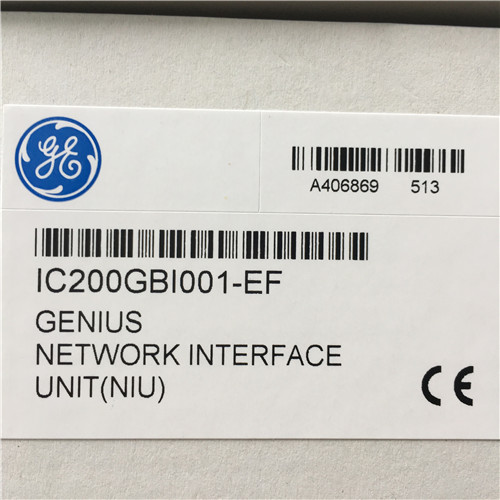 GE
A406869 513
IC200GBI001-EF
GENIUS
NETWORK INTERFACE
UNIT(NIU)
CE